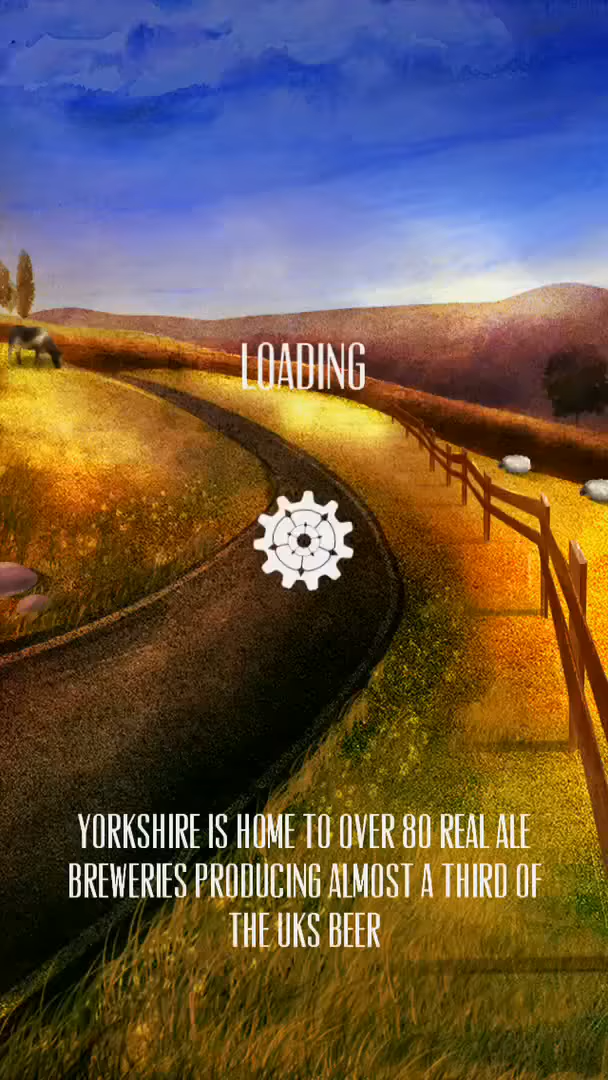 LOADING
YORKSHIRE IS HOME TO OVER 80 REAL ALE
BREWERIES PRODUCING ALMOST A THIRD OF
THE UKS BEER